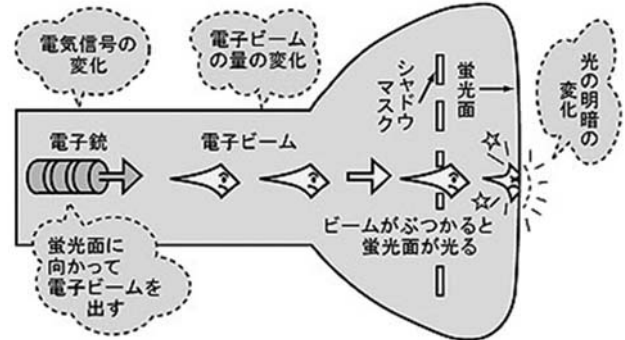 電気信号の
変化
電子ビーム
の量の変化
シャドウ
マスク
蛍光面
光の明暗の
変化
電子銃
電子ビーム
ビームがぶつかると
蛍光面が光る
蛍光面に
向かって
電子ビームを
出す